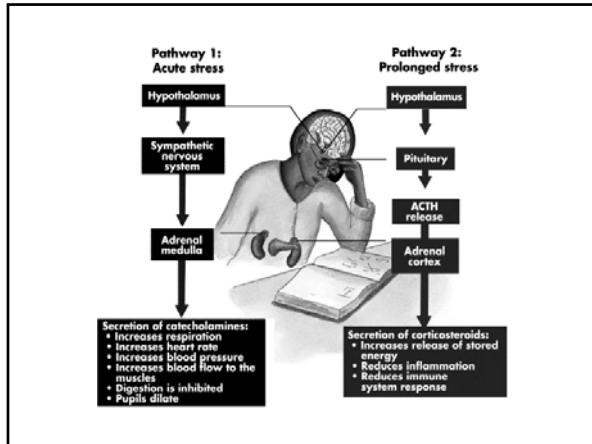 Pathway 1:
Acute stress
Hypothalamus
Sympathetic
nervous
system
Adrenal
medulla
Secretion of catecholamines:
• Increases respiration
• Increases heart rate
• Increases blood pressure
• Increases blood flow to the
muscles
• Digestion is inhibited
• Pupils dilate
Pathway 2:
Prolonged stress
Hypothalamus
Pituitary
ACTH
release
Adrenal
cortex
Secretion of corticosteroids:
• Increases release of stored
energy
• Reduces inflammation
• Reduces immune
system response